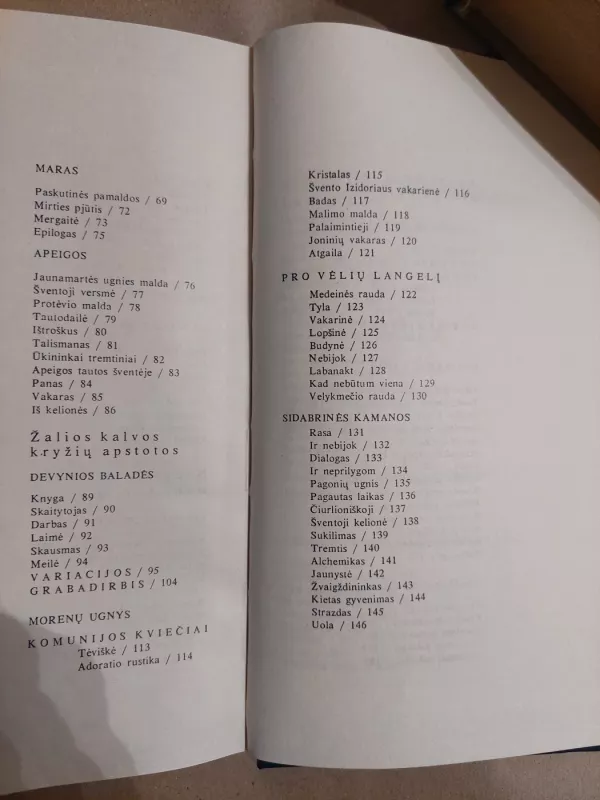 MARAS
Paskutinės pamaldos / 69
Mirties pjūtis / 72
Mergaitė / 73
Epilogas / 75
APEIGOS
Jaunamartės ugnies malda / 76
Šventoji versmė / 77
Protėvio malda / 78
Tautodailė / 79
Ištroškus / 80
Talismanas / 81
Ūkininkai tremtiniai / 82
Apeigos tautos šventėje / 83
Panas / 84
Vakaras / 85
Iš kelionės / 86
Žalios kalvos
kryžių apstotos
DEVYNIOS BALADĖS
Knyga / 89
Skaitytojas / 90
Darbas / 91
Laimė / 92
Skausmas / 93
Meilė / 94
VARIACIJOS / 95
GRABADIRBIS / 104
MORENŲ UGNYS
KOMUNIJOS KVIEČIAI
Tėviškė / 113
Adoratio rustika / 114
Kristalas / 115
Švento Izidoriaus vakarienė / 116
Badas / 117
Malimo malda / 118
Palaimintieji / 119
Joninių vakaras / 120
Atgaila / 121
PRO VĖLIŲ LANGELĮ
Medeinės rauda / 122
Tyla / 123
Vakarinė / 124
Lopšinė / 125
Budynė / 126
Nebijok / 127
Labanakt / 128
Kad nebūtum viena / 129
Velykmečio rauda / 130
SIDABRINĖS KAMANOS
Rasa / 131
Ir nebijok / 132
Dialogas / 133
Ir neprilygom / 134
Pagonių ugnis / 135
Pagautas laikas / 136
Čiurlioniškoji / 137
Šventoji kelionė / 138
Sukilimas / 139
Tremtis / 140
Alchemikas / 141
Jaunystė / 142
Žvaigždininkas / 143
Kietas gyvenimas / 144
Strazdas / 145
Uola / 146